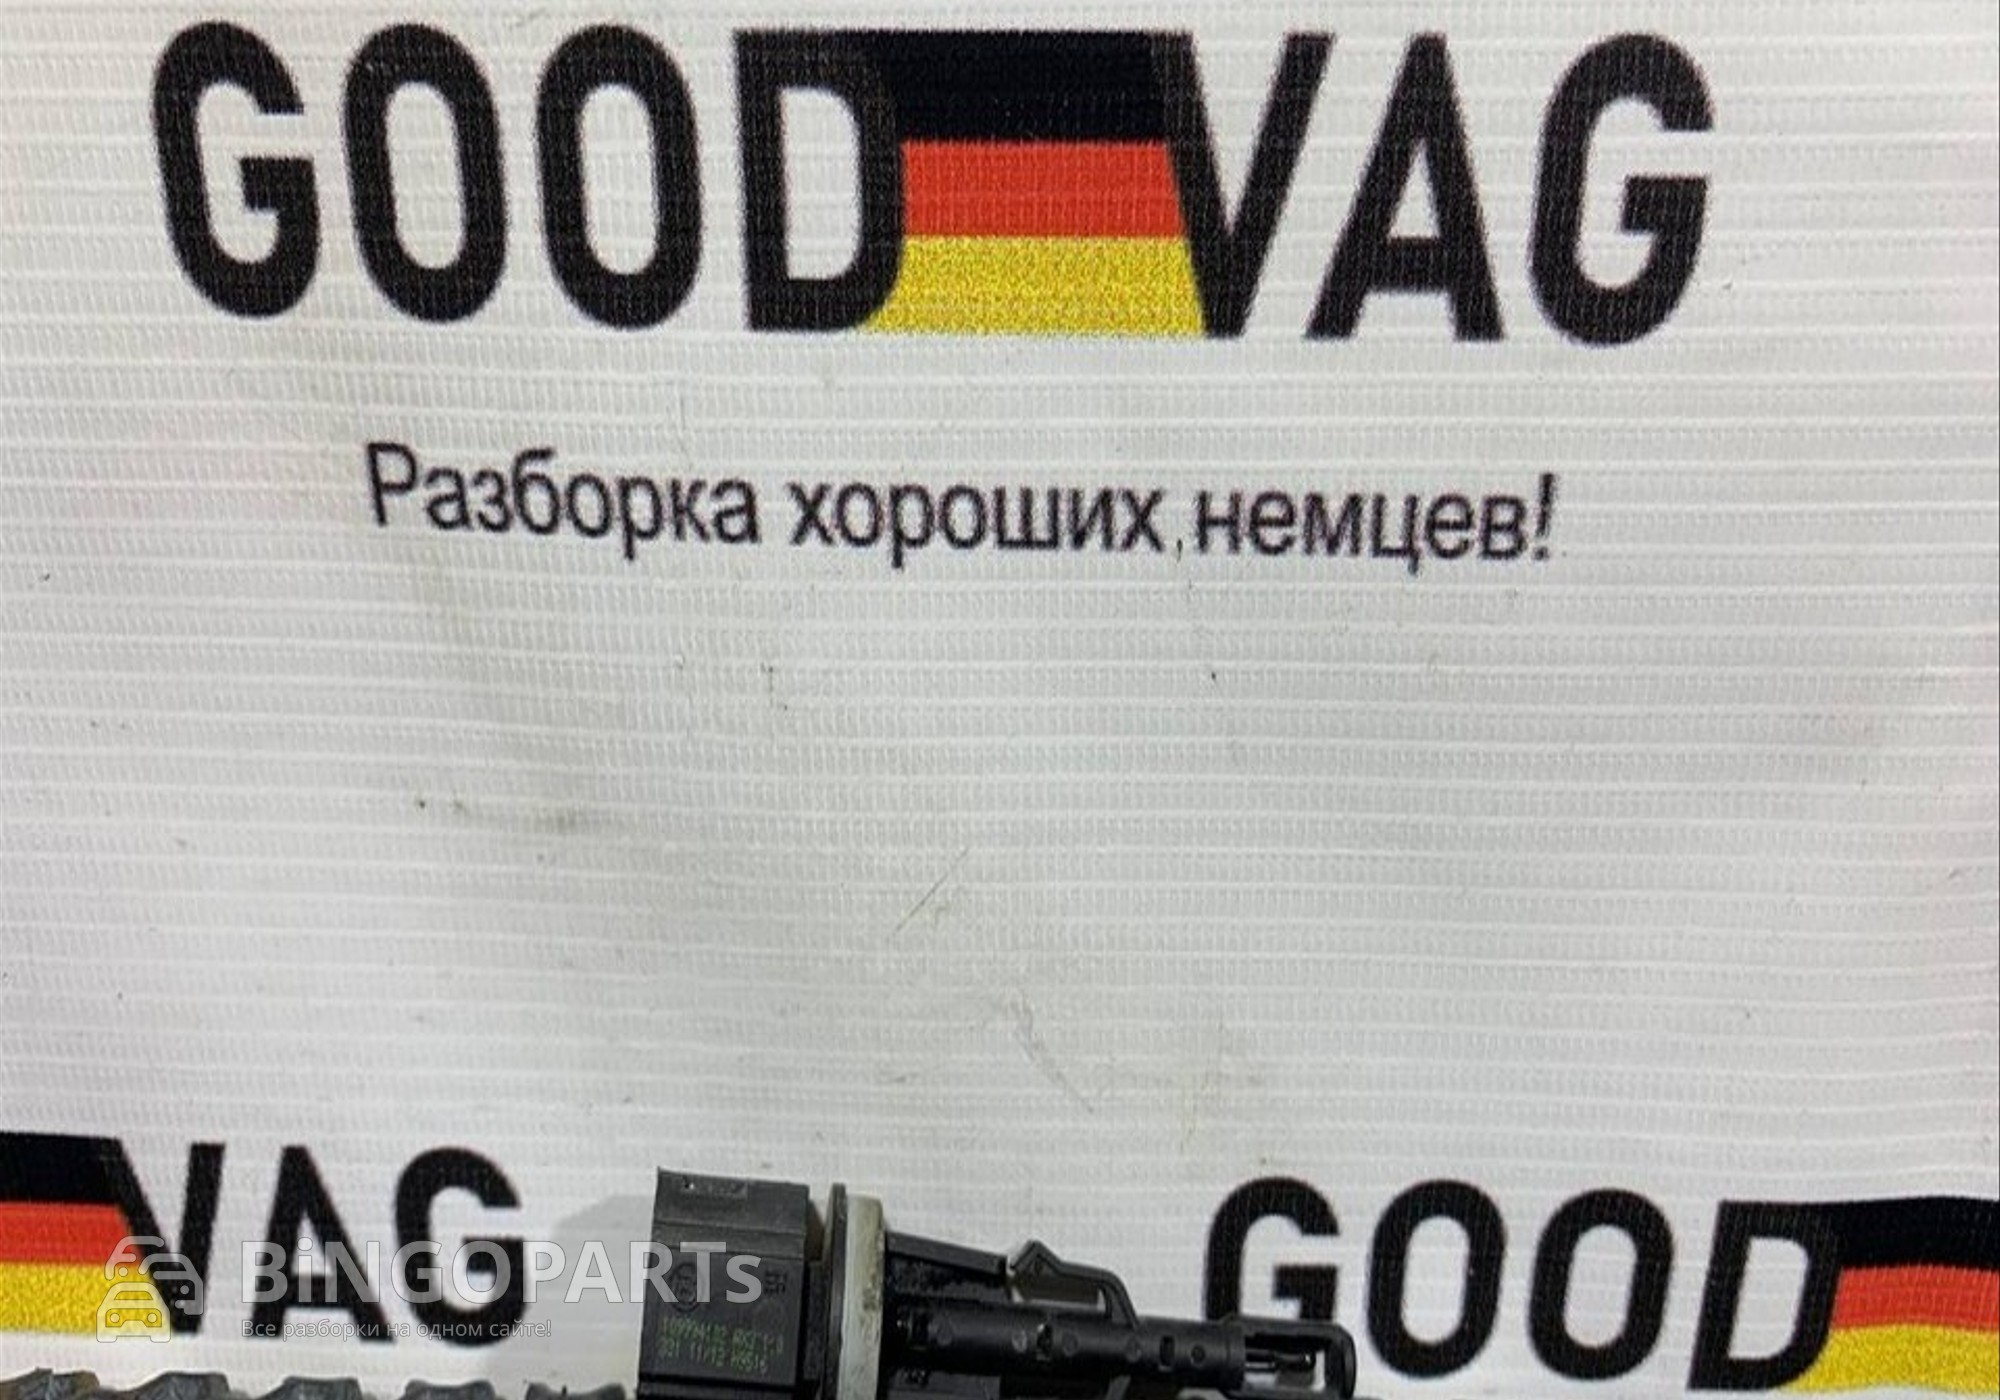 GOOD VAG
Разборка хороших немцев!
VAG
GOOD
BiNGOPARTs
Все разборки на одном сайте!